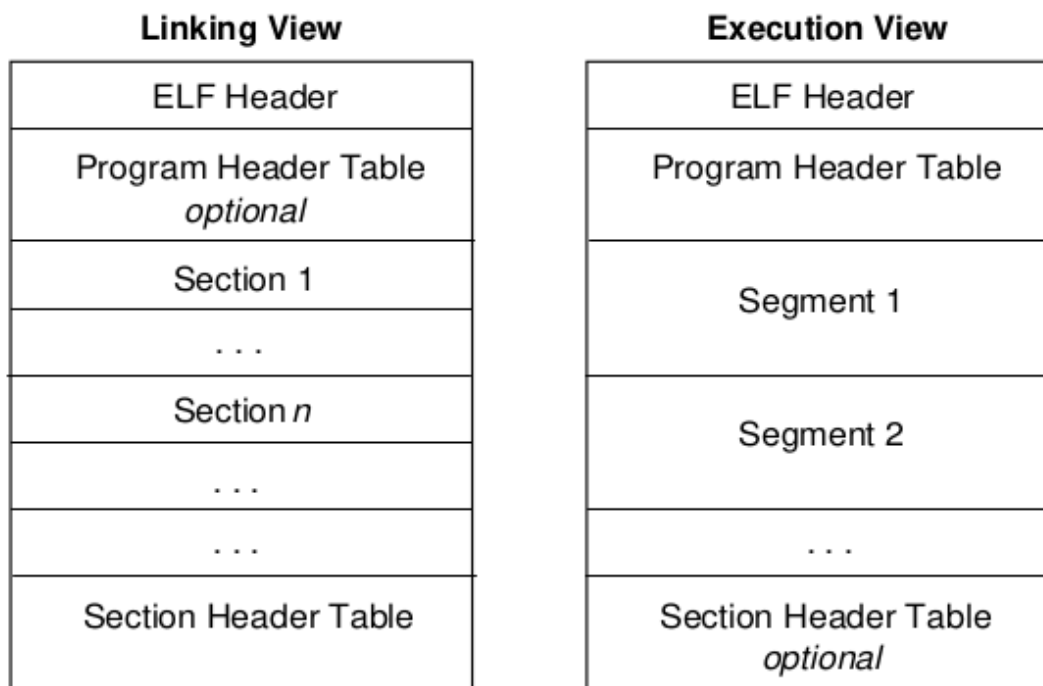 Linking View
ELF Header
Program Header Table
optional
Section 1
. . .
Section n
. . .
. . .
Section Header Table
Execution View
ELF Header
Program Header Table
Segment 1
Segment 2
. . .
Section Header Table
optional